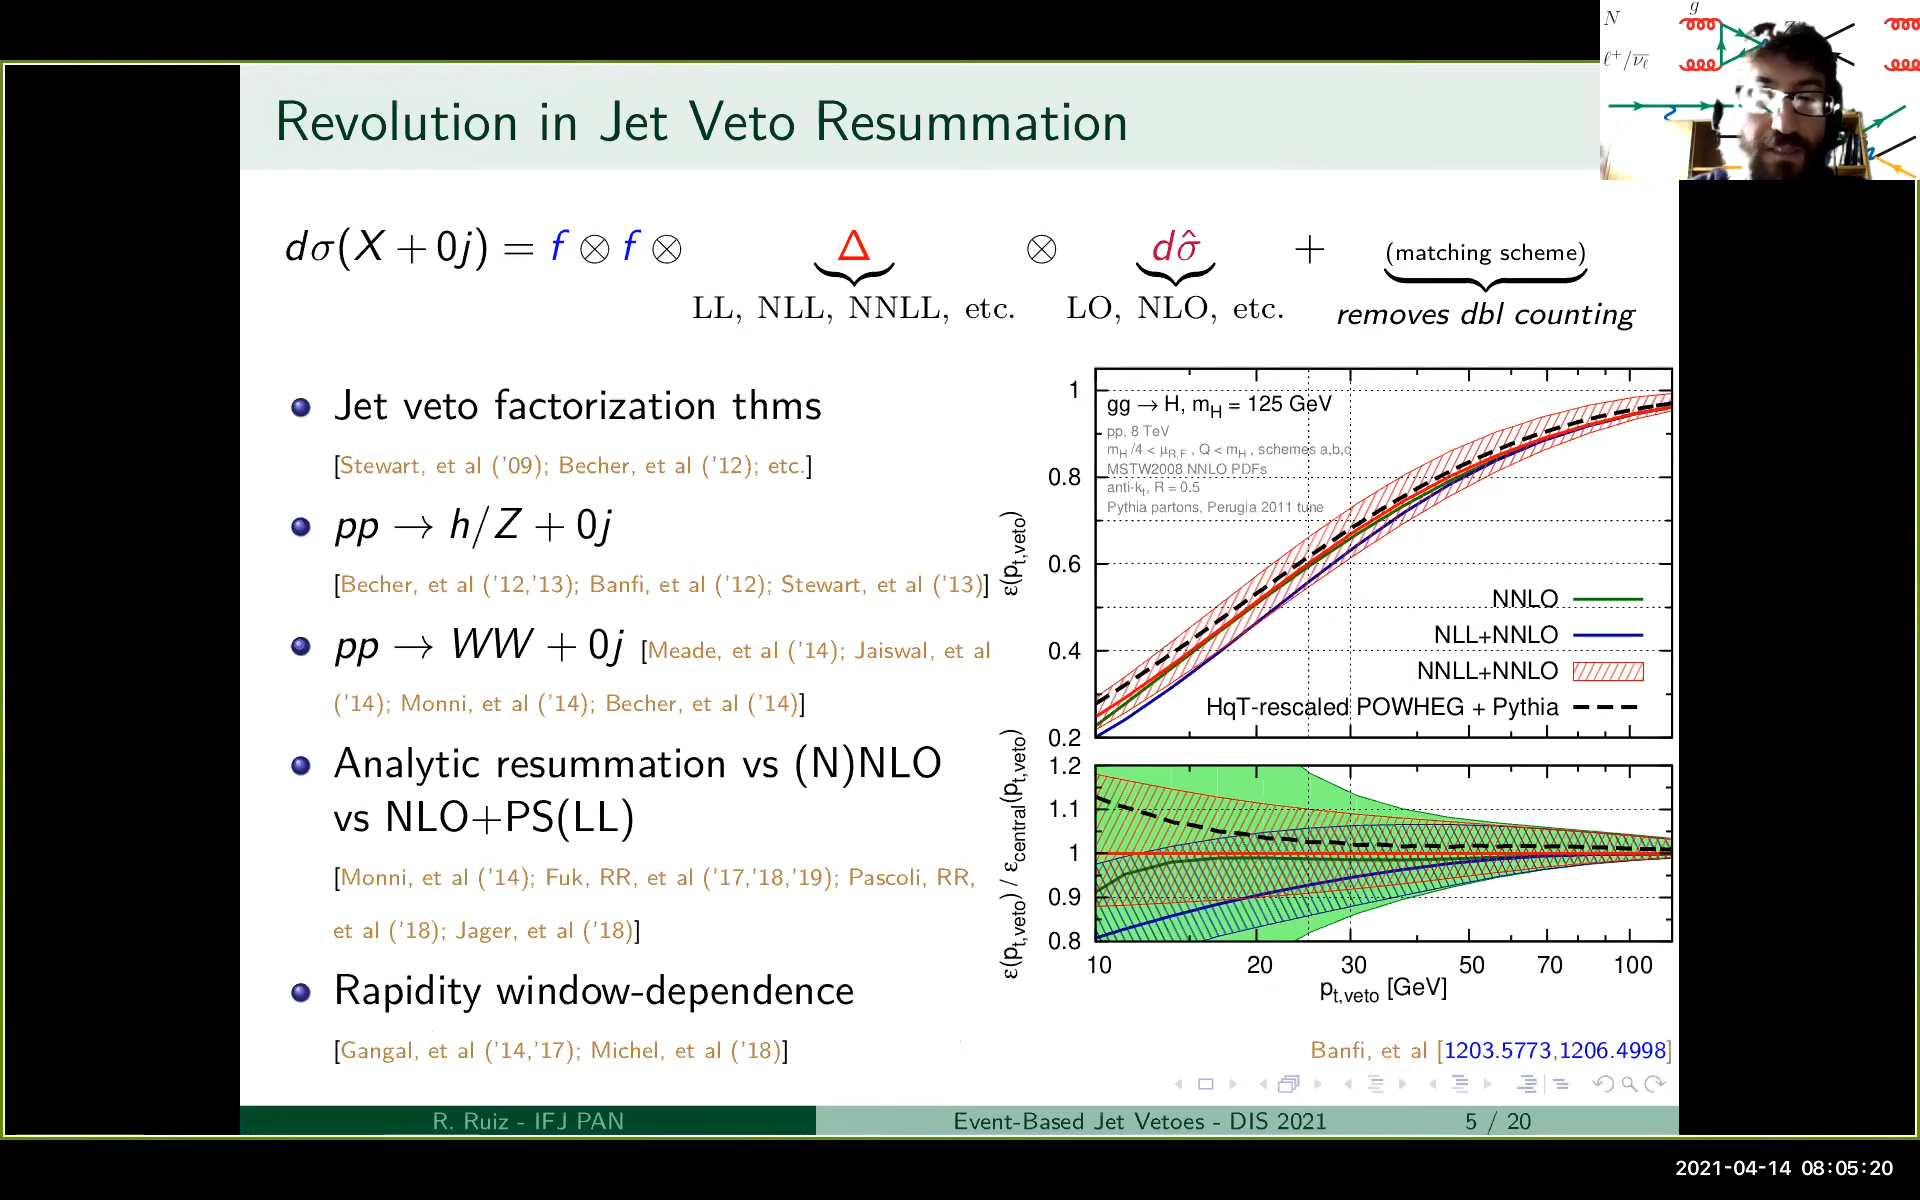 N
g
Z
ℓ⁺/ν̄_ℓ
Revolution in Jet Veto Resummation
dσ(X + 0j) = f ⊗ f ⊗ Δ ⊗ dσ̂ + (matching scheme)
LL, NLL, NNLL, etc. LO, NLO, etc. removes dbl counting
Jet veto factorization thms
[Stewart, et al ('09); Becher, et al ('12); etc.]
pp → h/Z + 0j
[Becher, et al ('12,'13); Banfi, et al ('12); Stewart, et al ('13)]
pp → WW + 0j [Meade, et al ('14); Jaiswal, et al
('14); Monni, et al ('14); Becher, et al ('14)]
Analytic resummation vs (N)NLO
vs NLO+PS(LL)
[Monni, et al ('14); Fuk, RR, et al ('17,'18,'19); Pascoli, RR,
et al ('18); Jager, et al ('18)]
Rapidity window-dependence
[Gangal, et al ('14,'17); Michel, et al ('18)]
ε(p_t,veto)
1
0.8
0.6
0.4
0.2
gg → H, m_H = 125 GeV
pp, 8 TeV
m_H /4 < μ_R,F , Q < m_H , schemes a,b,c
MSTW2008 NNLO PDFs
anti-k_t, R = 0.5
Pythia partons, Perugia 2011 tune
NNLO
NLL+NNLO
NNLL+NNLO
HqT-rescaled POWHEG + Pythia
ε(p_t,veto) / ε_central(p_t,veto)
1.2
1.1
1
0.9
0.8
10 20 30 50 70 100
p_t,veto [GeV]
Banfi, et al [1203.5773,1206.4998]
R. Ruiz - IFJ PAN Event-Based Jet Vetoes - DIS 2021 5 / 20
2021-04-14 08:05:20